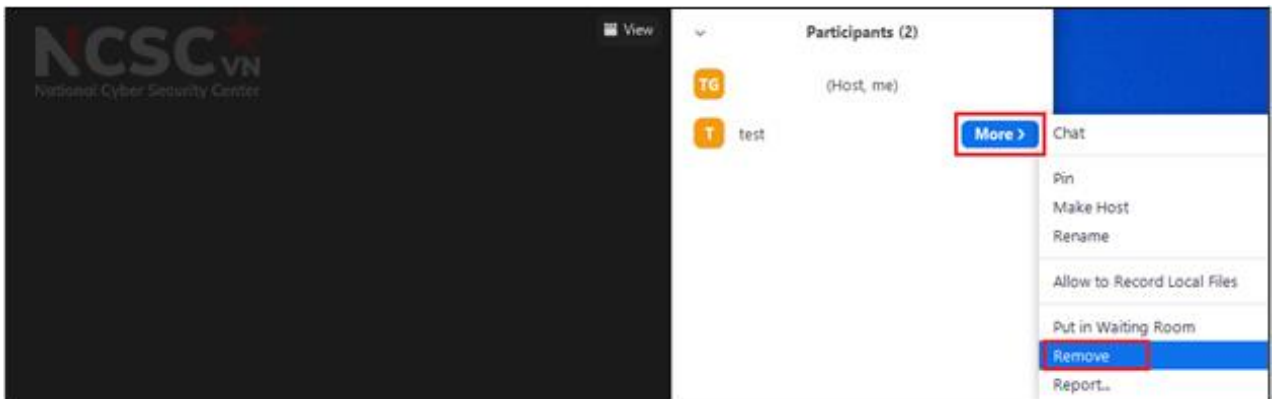 NCSC VN
National Cyber Security Center
View
Participants (2)
TG (Host, me)
T test More >
Chat
Pin
Make Host
Rename
Allow to Record Local Files
Put in Waiting Room
Remove
Report...